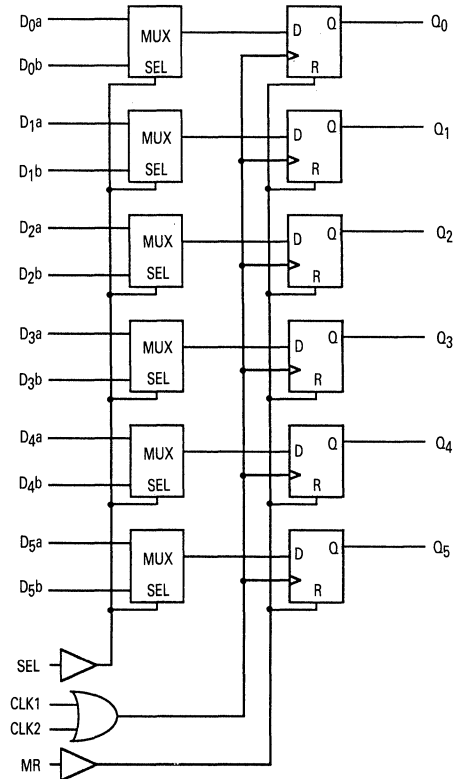 D₀a
MUX
D Q
Q₀
D₀b
SEL
R
D₁a
MUX
D Q
Q₁
D₁b
SEL
R
D₂a
MUX
D Q
Q₂
D₂b
SEL
R
D₃a
MUX
D Q
Q₃
D₃b
SEL
R
D₄a
MUX
D Q
Q₄
D₄b
SEL
R
D₅a
MUX
D Q
Q₅
D₅b
SEL
R
SEL
CLK1
CLK2
MR